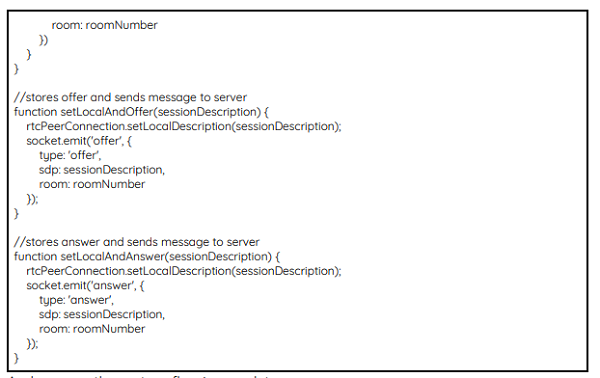 room: roomNumber
})
}
}
//stores offer and sends message to server
function setLocalAndOffer(sessionDescription) {
rtcPeerConnection.setLocalDescription(sessionDescription);
socket.emit('offer', {
type: 'offer',
sdp: sessionDescription,
room: roomNumber
});
}
//stores answer and sends message to server
function setLocalAndAnswer(sessionDescription) {
rtcPeerConnection.setLocalDescription(sessionDescription);
socket.emit('answer', {
type: 'answer',
sdp: sessionDescription,
room: roomNumber
});
}